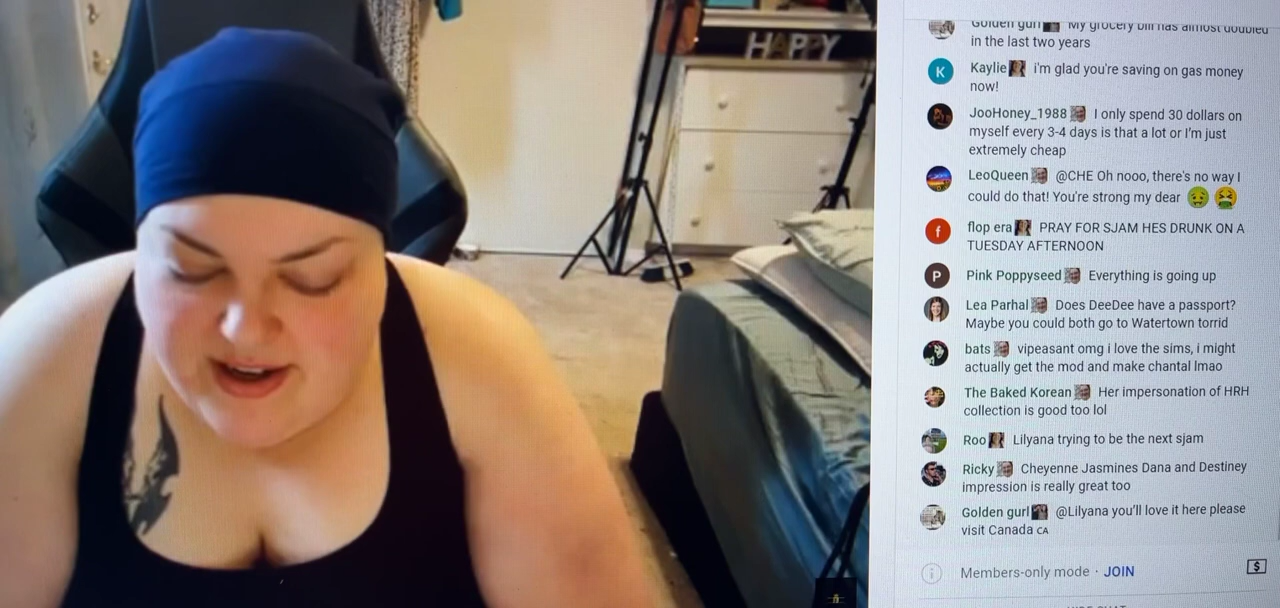 HAPPY
Golden gurl My grocery bill has almost doubled
in the last two years
Kaylie i'm glad you're saving on gas money
now!
JooHoney_1988 I only spend 30 dollars on
myself every 3-4 days is that a lot or I'm just
extremely cheap
LeoQueen @CHE Oh nooo, there's no way I
could do that! You're strong my dear
flop era PRAY FOR SJAM HES DRUNK ON A
TUESDAY AFTERNOON
Pink Poppyseed Everything is going up
Lea Parhal Does DeeDee have a passport?
Maybe you could both go to Watertown torrid
bats vipeasant omg i love the sims, i might
actually get the mod and make chantal lmao
The Baked Korean Her impersonation of HRH
collection is good too lol
Roo Lilyana trying to be the next sjam
Ricky Cheyenne Jasmines Dana and Destiney
impression is really great too
Golden gurl @Lilyana you'll love it here please
visit Canada CA
Members-only mode · JOIN
K
f
P
$